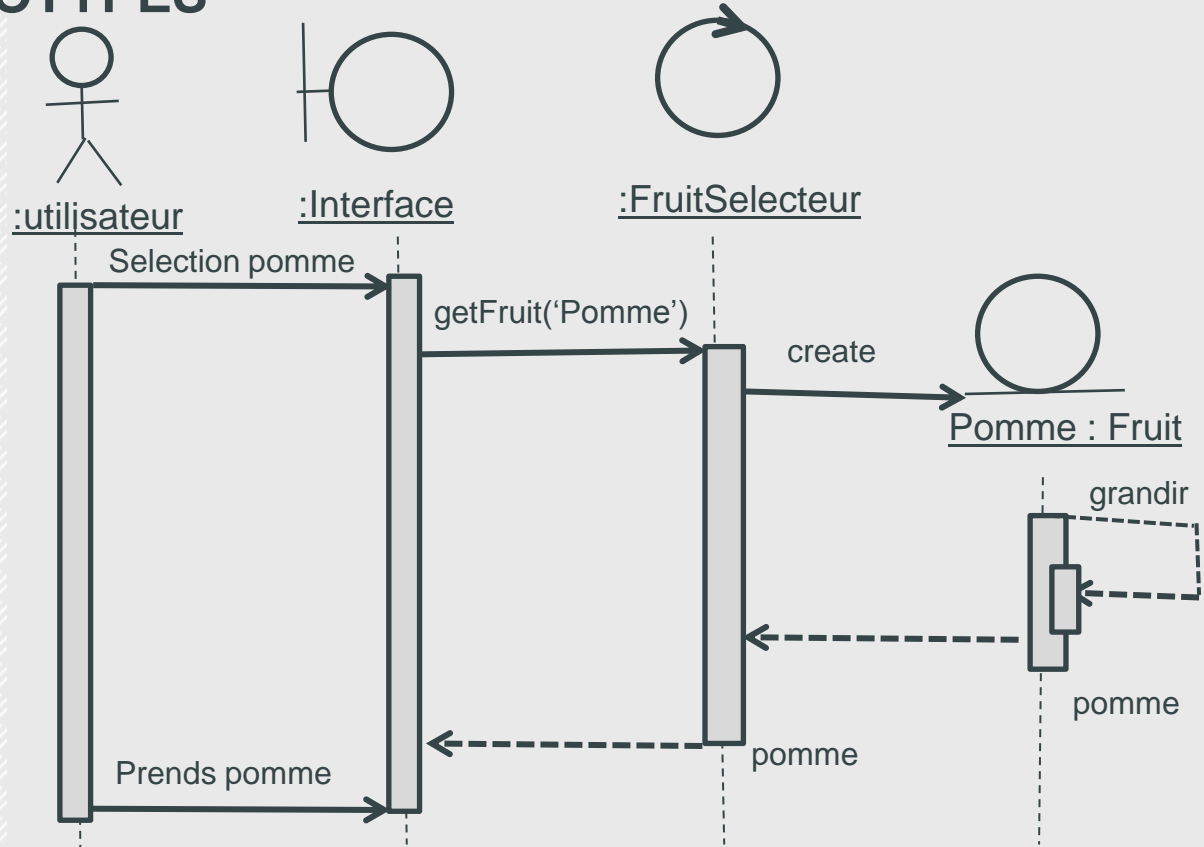 :utilisateur
:Interface
:FruitSelecteur
Selection pomme
getFruit(‘Pomme’)
create
Pomme : Fruit
grandir
pomme
pomme
Prends pomme